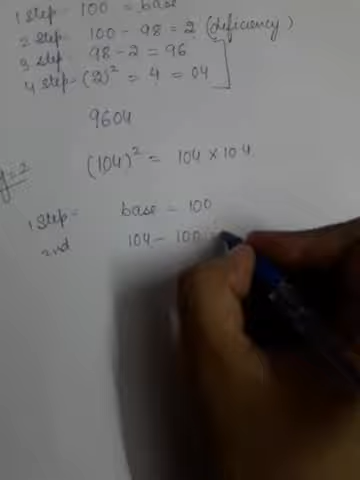 1 step - 100 = base
2 step - 100 - 98 = 2 (deficiency)
3 step - 98 - 2 = 96
4 step - (2)² = 4 = 04
9604
(104)² = 104 × 104
1 step - base = 100
2nd 104 - 100